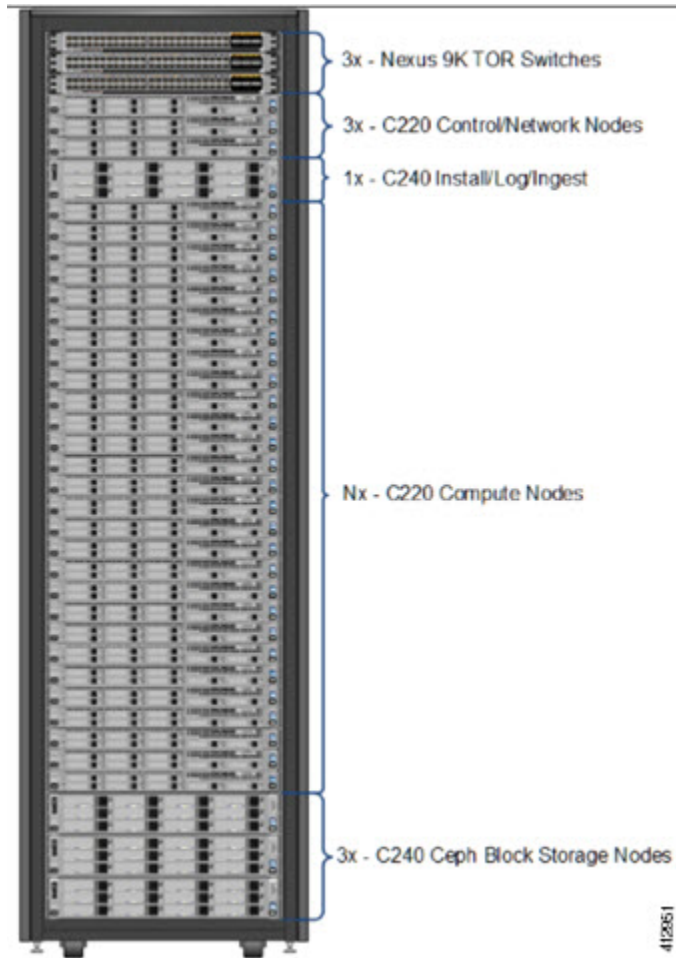 3x - Nexus 9K TOR Switches
3x - C220 Control/Network Nodes
1x - C240 Install/Log/Ingest
Nx - C220 Compute Nodes
3x - C240 Ceph Block Storage Nodes
412951